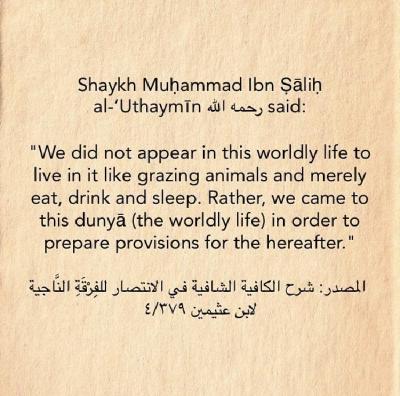 Shaykh Muḥammad Ibn Ṣāliḥ
al-‘Uthaymīn رحمه الله said:
"We did not appear in this worldly life to
live in it like grazing animals and merely
eat, drink and sleep. Rather, we came to
this dunyā (the worldly life) in order to
prepare provisions for the hereafter."
المصدر: شرح الكافية الشافية في الانتصار للفِرْقَةِ النَّاجية
لابن عثيمين ٤/٣٧٩